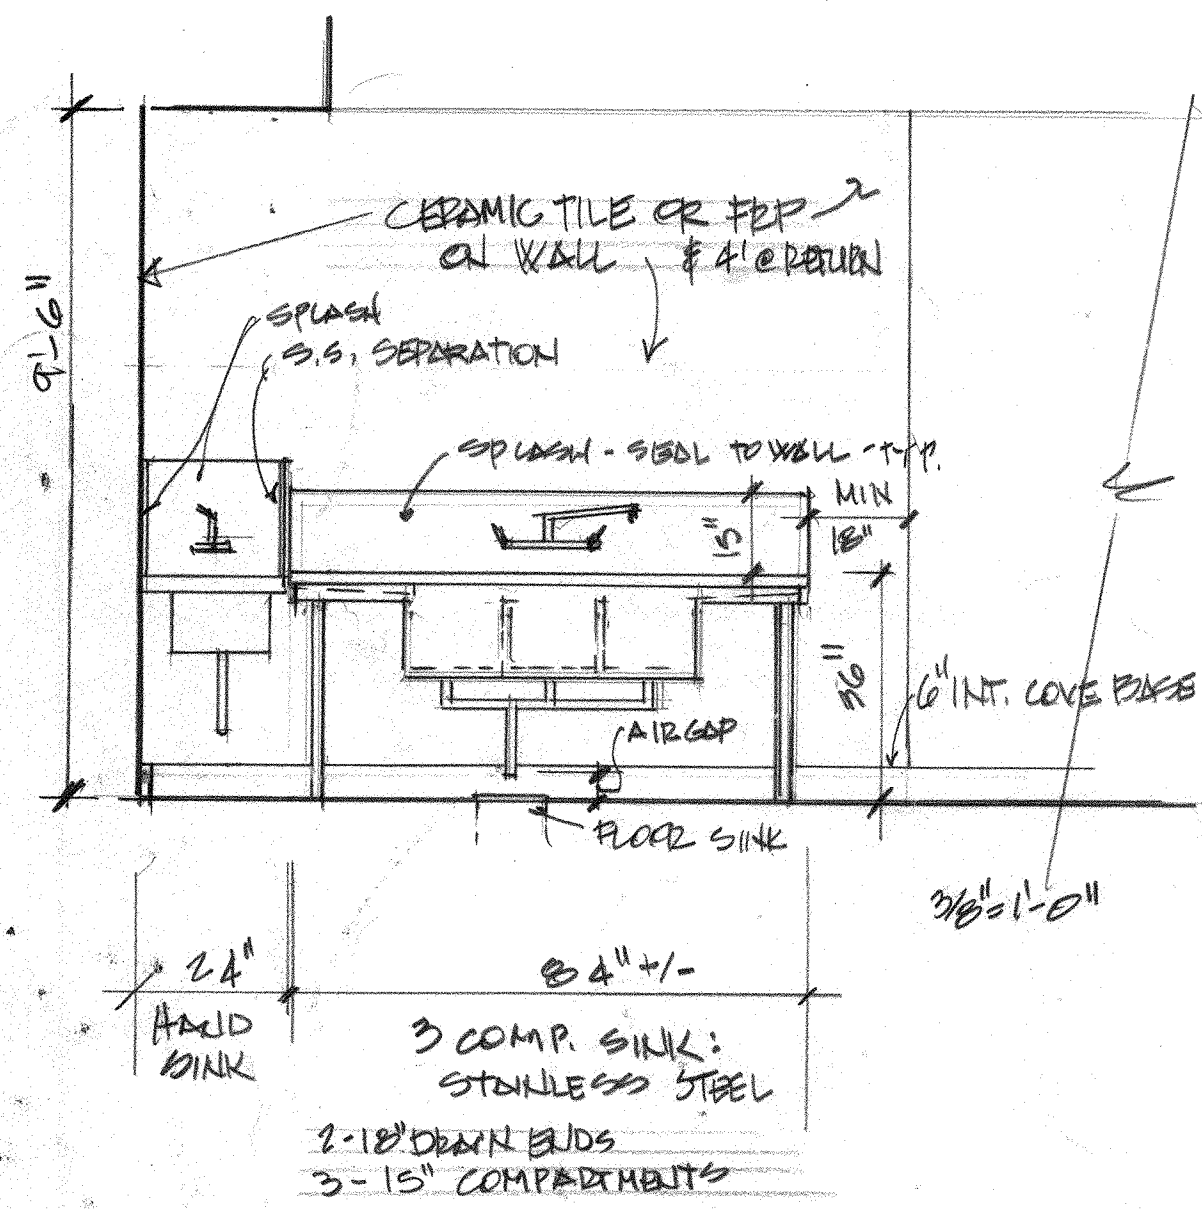 CERAMIC TILE OR FRP
ON WALL & 4' @ RETURN
9'-6"
SPLASH
S.S. SEPARATION
SPLASH - SEAL TO WALL - TYP.
MIN
18"
15"
36"
6" INT. COVE BASE
AIR GAP
FLOOR SINK
3/8"=1'-0"
24"
84" +/-
HAND
SINK
3 COMP. SINK:
STAINLESS STEEL
2-18" DRAIN ENDS
3-15" COMPARTMENTS